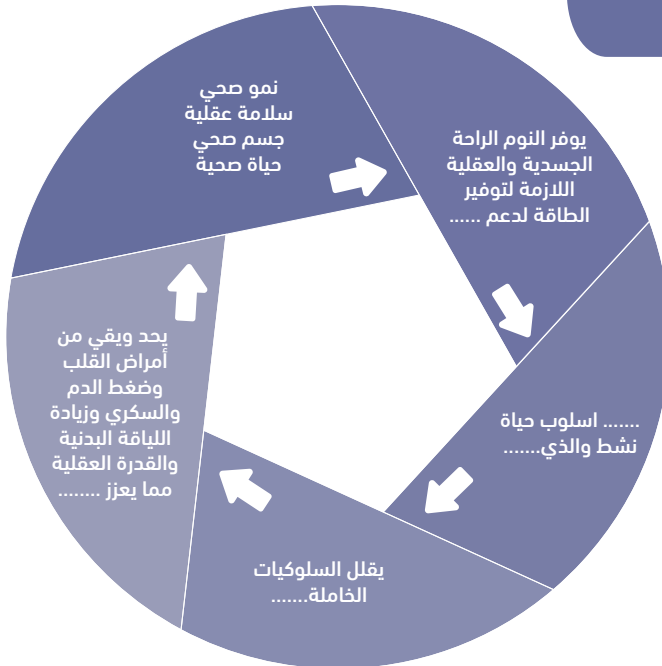 نمو صحي
سلامة عقلية
جسم صحي
حياة صحية
يوفر النوم الراحة
الجسدية والعقلية
اللازمة لتوفير
الطاقة لدعم ......
....... اسلوب حياة
نشط والذي.......
يقلل السلوكيات
الخاملة.......
يحد ويقي من
أمراض القلب
وضغط الدم
والسكري وزيادة
اللياقة البدنية
والقدرة العقلية
مما يعزز ........